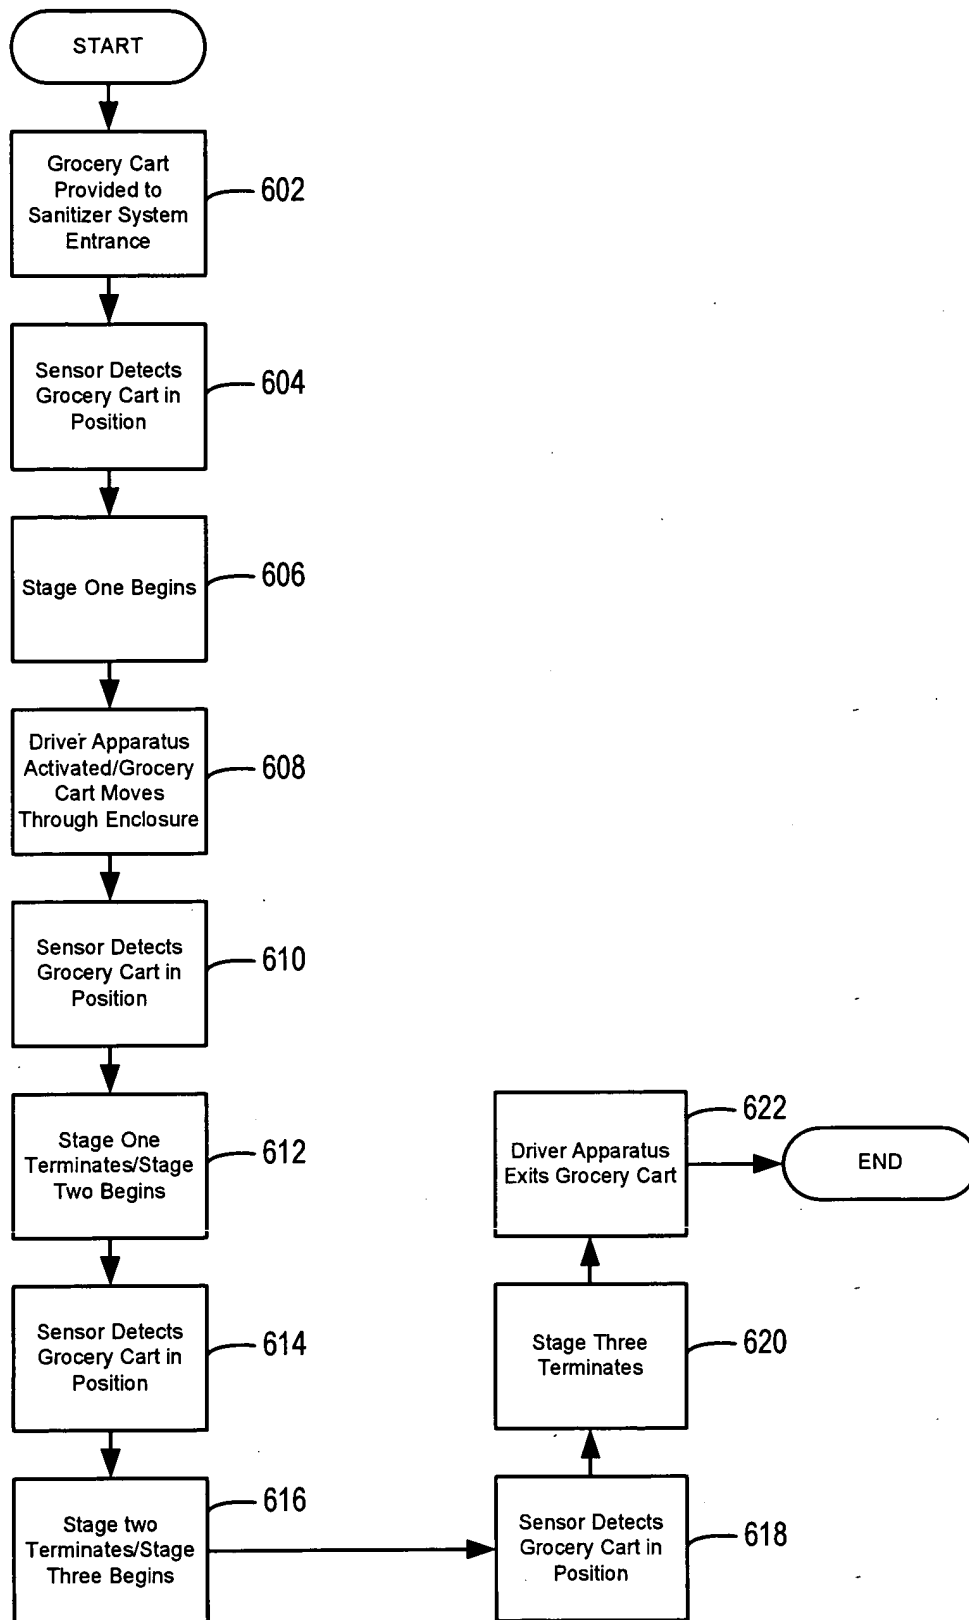 START
Grocery Cart
Provided to
Sanitizer System
Entrance
602
Sensor Detects
Grocery Cart in
Position
604
Stage One Begins
606
Driver Apparatus
Activated/Grocery
Cart Moves
Through Enclosure
608
Sensor Detects
Grocery Cart in
Position
610
Stage One
Terminates/Stage
Two Begins
612
Sensor Detects
Grocery Cart in
Position
614
Stage two
Terminates/Stage
Three Begins
616
Sensor Detects
Grocery Cart in
Position
618
Stage Three
Terminates
620
Driver Apparatus
Exits Grocery Cart
622
END